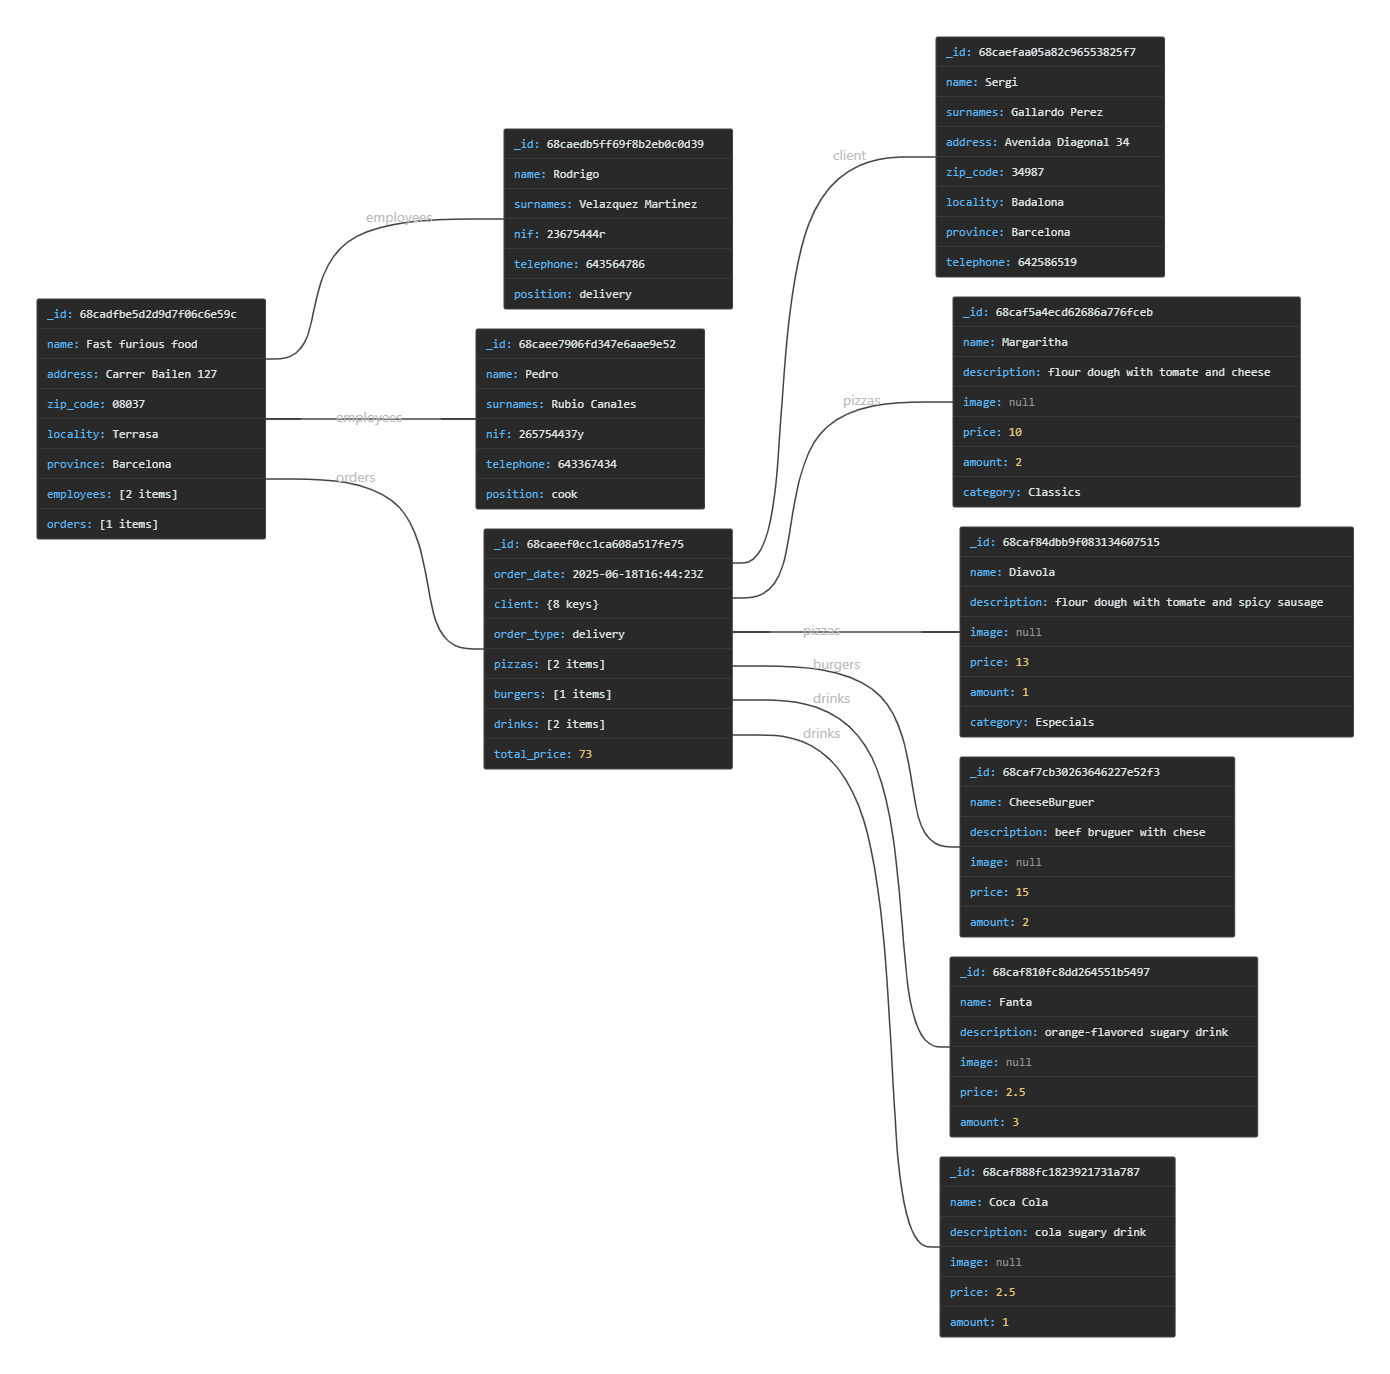 _id: 68cadfbe5d2d9d7f06c6e59c
name: Fast furious food
address: Carrer Bailen 127
zip_code: 08037
locality: Terrasa
province: Barcelona
employees: [2 items]
orders: [1 items]
employees
employees
orders
_id: 68caedb5ff69f8b2eb0c0d39
name: Rodrigo
surnames: Velazquez Martinez
nif: 23675444r
telephone: 643564786
position: delivery
_id: 68caee7906fd347e6aae9e52
name: Pedro
surnames: Rubio Canales
nif: 265754437y
telephone: 643367434
position: cook
_id: 68caeef0cc1ca608a517fe75
order_date: 2025-06-18T16:44:23Z
client: {8 keys}
order_type: delivery
pizzas: [2 items]
burgers: [1 items]
drinks: [2 items]
total_price: 73
client
pizzas
pizzas
burgers
drinks
drinks
_id: 68caefaa05a82c96553825f7
name: Sergi
surnames: Gallardo Perez
address: Avenida Diagonal 34
zip_code: 34987
locality: Badalona
province: Barcelona
telephone: 642586519
_id: 68caf5a4ecd62686a776fceb
name: Margaritha
description: flour dough with tomate and cheese
image: null
price: 10
amount: 2
category: Classics
_id: 68caf84dbb9f083134607515
name: Diavola
description: flour dough with tomate and spicy sausage
image: null
price: 13
amount: 1
category: Especials
_id: 68caf7cb30263646227e52f3
name: CheeseBurguer
description: beef bruguer with chese
image: null
price: 15
amount: 2
_id: 68caf810fc8dd264551b5497
name: Fanta
description: orange-flavored sugary drink
image: null
price: 2.5
amount: 3
_id: 68caf888fc1823921731a787
name: Coca Cola
description: cola sugary drink
image: null
price: 2.5
amount: 1